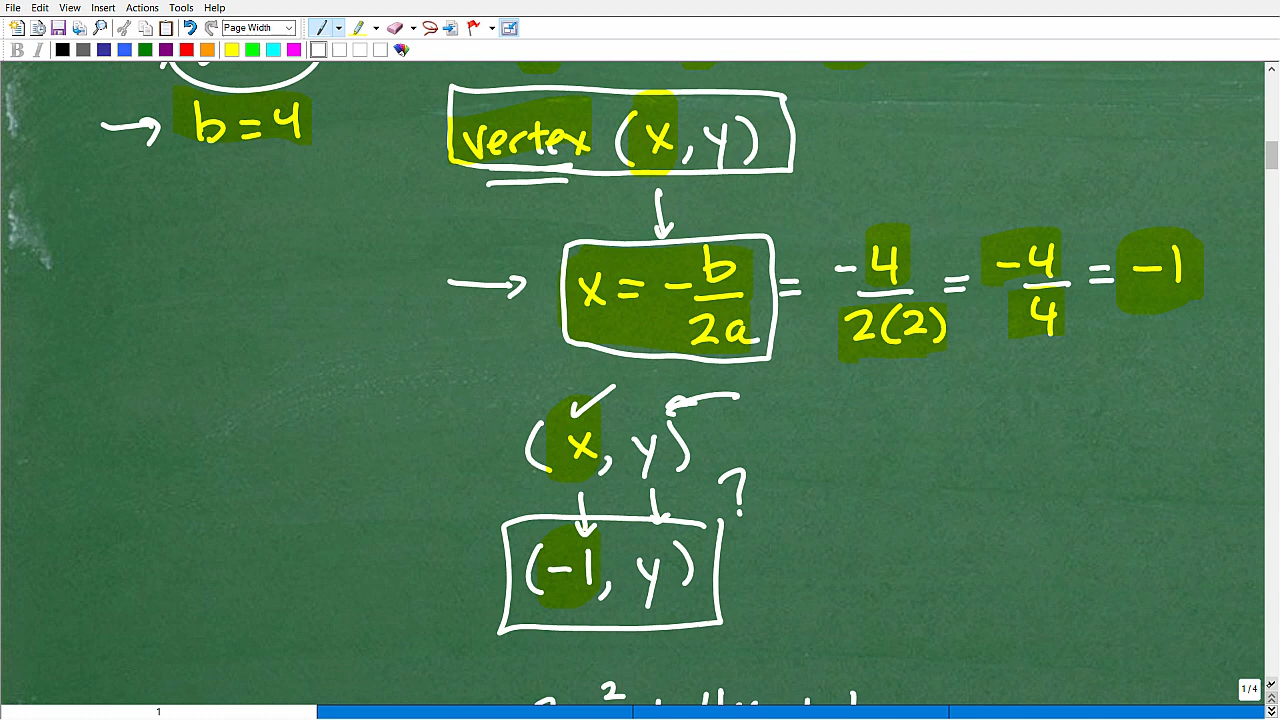 File Edit View Insert Actions Tools Help
Page Width
B I
b = 4
vertex (x, y)
x = -b/2a = -4/2(2) = -4/4 = -1
(x, y)
?
(-1, y)
1/4
1